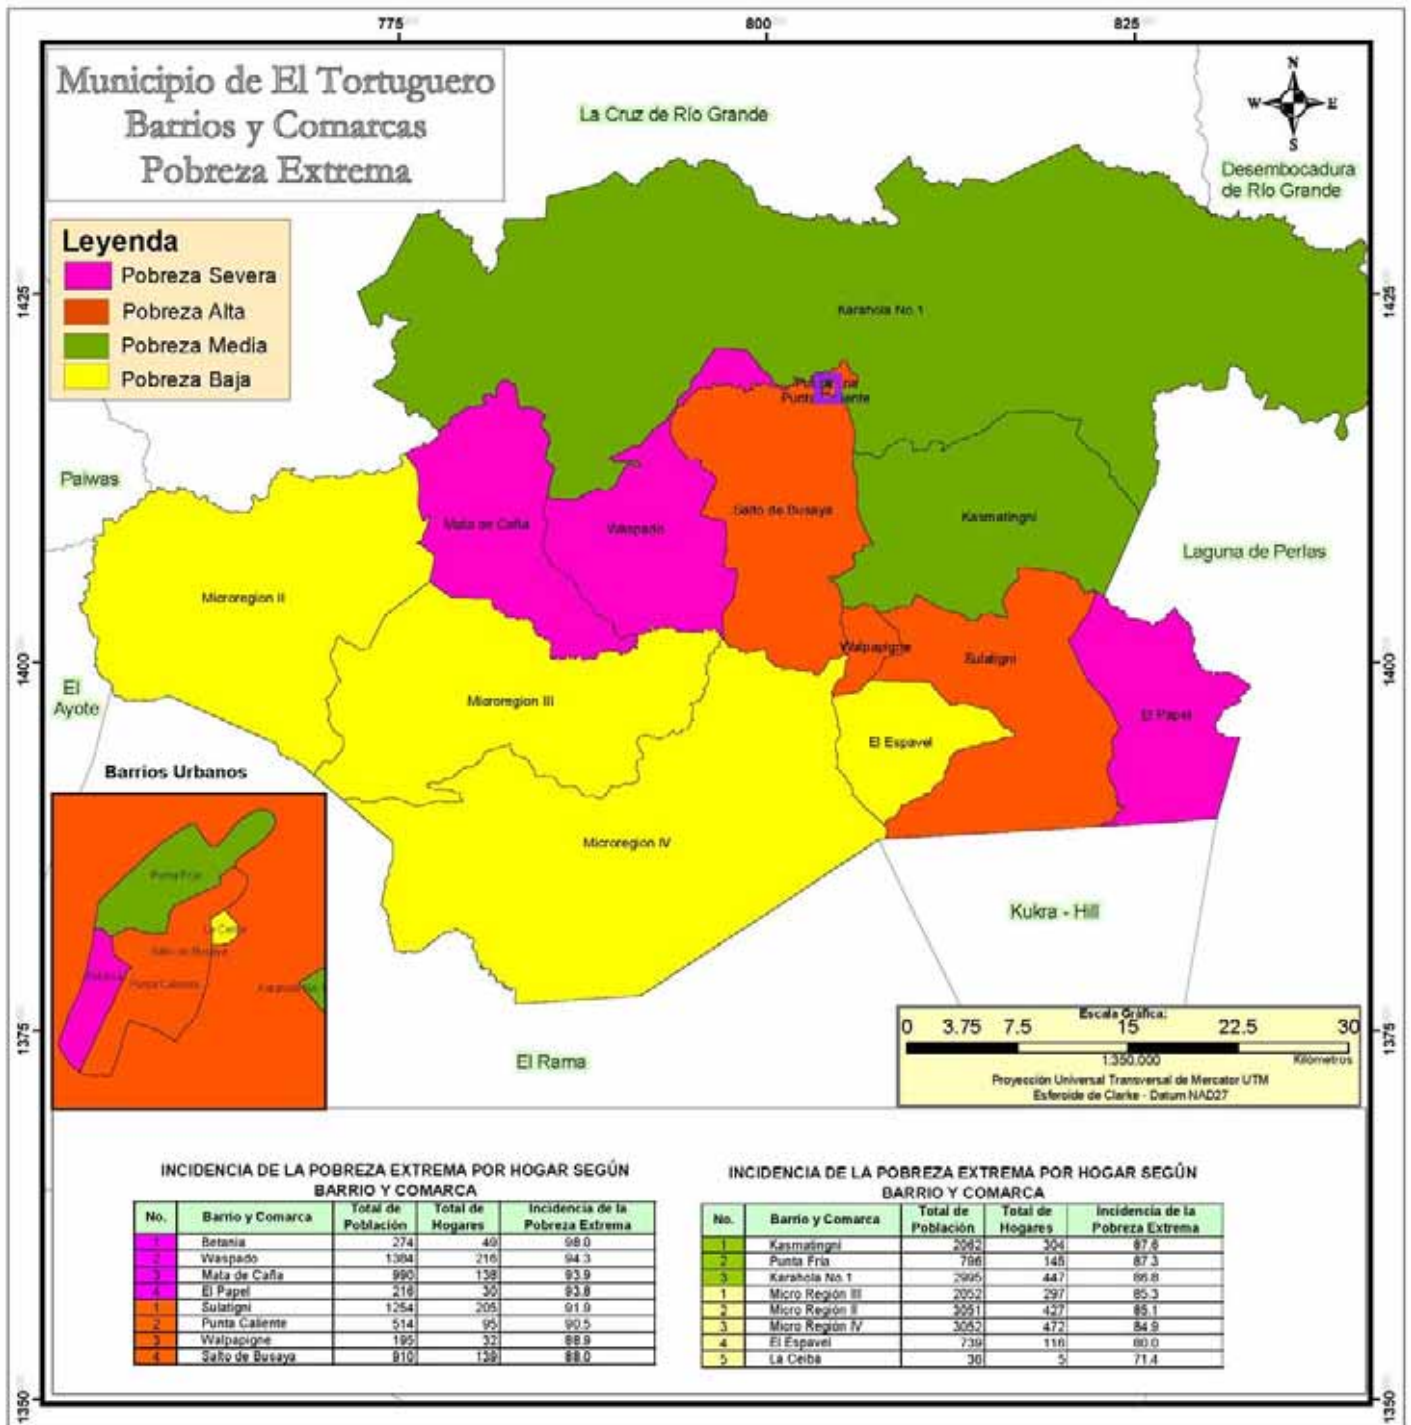 775 800 825
Municipio de El Tortuguero
Barrios y Comarcas
Pobreza Extrema
La Cruz de Río Grande
N
W E
S
Desembocadura
de Río Grande
Leyenda
Pobreza Severa
Pobreza Alta
Pobreza Media
Pobreza Baja
1425 1425
Karahola No.1
Paiwas
Mata de Caña
Waspado
Salto de Busaya
Kasmatingni
Laguna de Perlas
Microregion II
1400 1400
Walpapigne
Sulatigni
El Papel
El
Ayote
Microregion III
El Espavel
Barrios Urbanos
Microregion IV
Punta Fria
Salto de Busaya
Punta Caliente
Kukra - Hill
El Rama
1375 1375
Escala Gráfica:
0 3.75 7.5 15 22.5 30
1:350,000 Kilómetros
Proyección Universal Transversal de Mercator UTM
Esferoide de Clarke - Datum NAD27
INCIDENCIA DE LA POBREZA EXTREMA POR HOGAR SEGÚN
BARRIO Y COMARCA
No. Barrio y Comarca Total de Población Total de Hogares Incidencia de la Pobreza Extrema
1 Betania 274 49 98.0
2 Waspado 1384 216 94.3
3 Mata de Caña 990 138 93.9
4 El Papel 216 30 93.8
1 Sulatigni 1254 205 91.9
2 Punta Caliente 514 95 90.5
3 Walpapigne 195 32 88.9
4 Salto de Busaya 910 139 88.0
INCIDENCIA DE LA POBREZA EXTREMA POR HOGAR SEGÚN
BARRIO Y COMARCA
No. Barrio y Comarca Total de Población Total de Hogares Incidencia de la Pobreza Extrema
1 Kasmatingni 2062 304 87.6
2 Punta Fria 796 145 87.3
3 Karahola No.1 2995 447 86.8
1 Micro Región III 2052 297 85.3
2 Micro Región II 3051 427 85.1
3 Micro Región IV 3052 472 84.9
4 El Espavel 739 116 80.0
5 La Ceiba 36 5 71.4
1350 1350